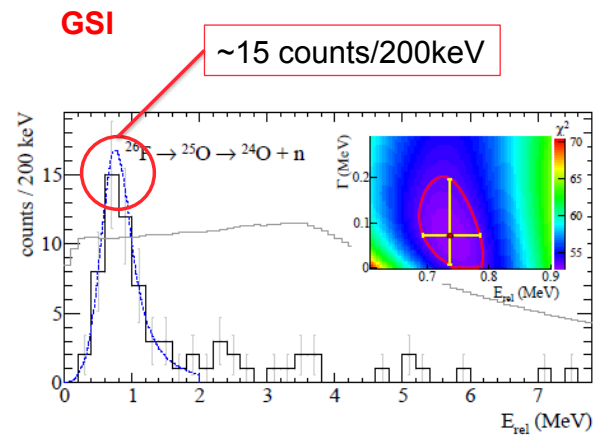 GSI
~15 counts/200keV
counts / 200 keV
²⁶F → ²⁵O → ²⁴O + n
15
10
5
0
0 1 2 3 4 5 6 7
E_rel (MeV)
Γ (MeV)
0.2
0.1
0
0.7 0.8 0.9
E_rel (MeV)
χ²
70
65
60
55